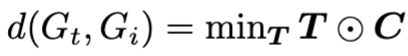 d(G_t, G_i) = min_T T ⊙ C